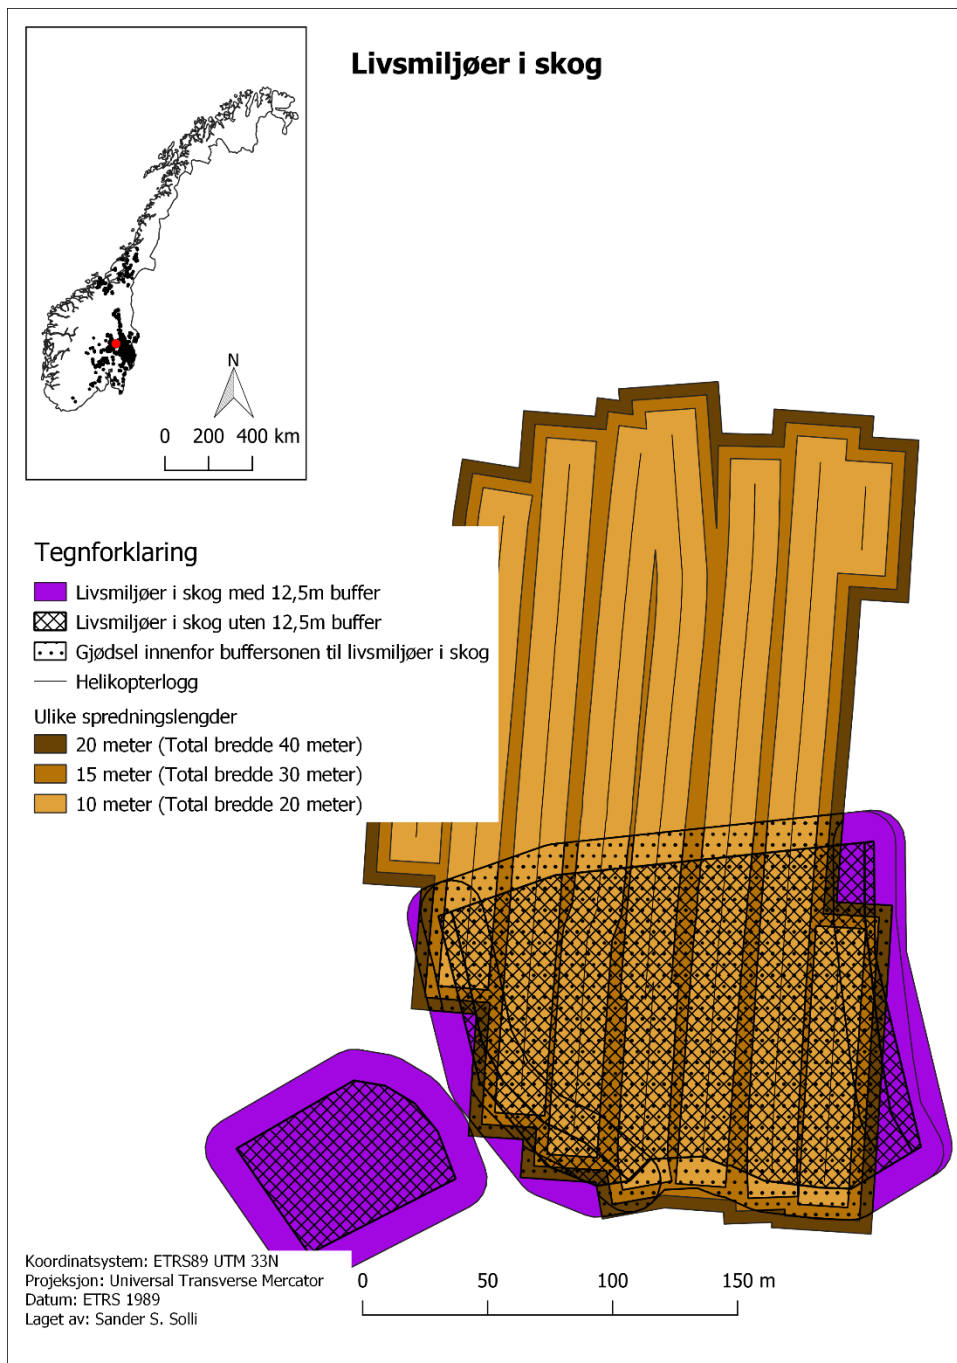 Livsmiljøer i skog
N
0 200 400 km
Tegnforklaring
Livsmiljøer i skog med 12,5m buffer
Livsmiljøer i skog uten 12,5m buffer
Gjødsel innenfor buffersonen til livsmiljøer i skog
Helikopterlogg
Ulike spredningslengder
20 meter (Total bredde 40 meter)
15 meter (Total bredde 30 meter)
10 meter (Total bredde 20 meter)
Koordinatsystem: ETRS89 UTM 33N
Projeksjon: Universal Transverse Mercator
Datum: ETRS 1989
Laget av: Sander S. Solli
0 50 100 150 m